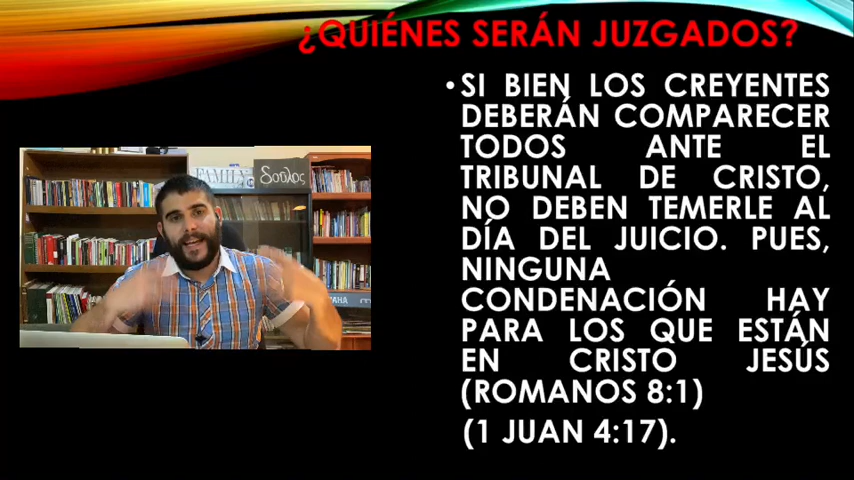 ¿QUIÉNES SERÁN JUZGADOS?
• SI BIEN LOS CREYENTES
DEBERÁN COMPARECER
TODOS ANTE EL
TRIBUNAL DE CRISTO,
NO DEBEN TEMERLE AL
DÍA DEL JUICIO. PUES,
NINGUNA
CONDENACIÓN HAY
PARA LOS QUE ESTÁN
EN CRISTO JESÚS
(ROMANOS 8:1)
(1 JUAN 4:17).
FAMILY
δοῦλος